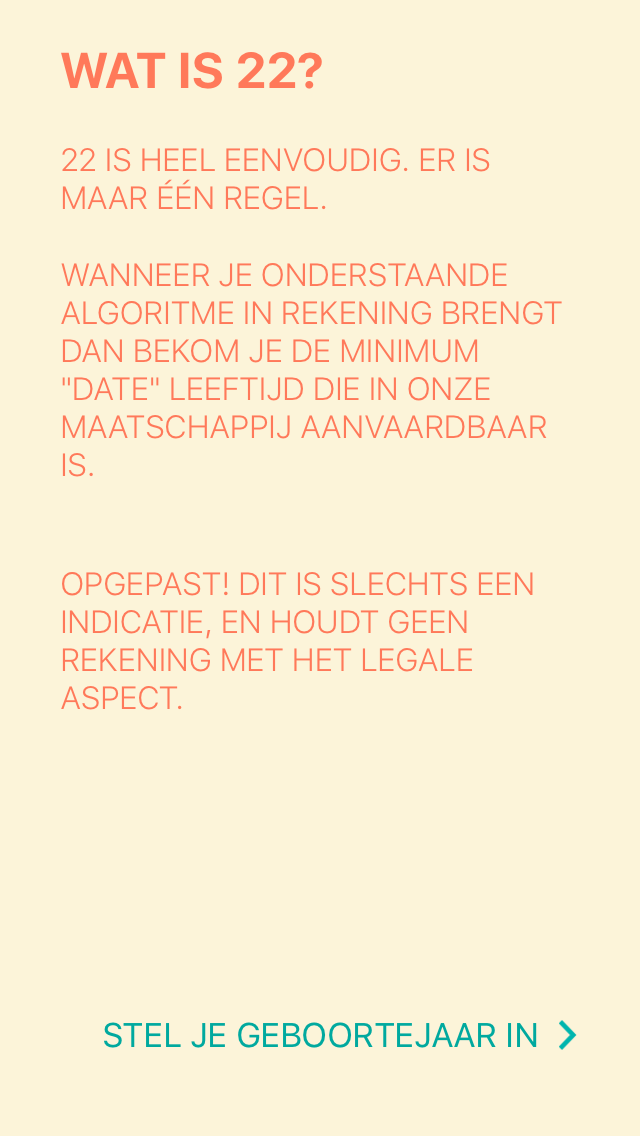 WAT IS 22?
22 IS HEEL EENVOUDIG. ER IS
MAAR ÉÉN REGEL.
WANNEER JE ONDERSTAANDE
ALGORITME IN REKENING BRENGT
DAN BEKOM JE DE MINIMUM
"DATE" LEEFTIJD DIE IN ONZE
MAATSCHAPPIJ AANVAARDBAAR
IS.
OPGEPAST! DIT IS SLECHTS EEN
INDICATIE, EN HOUDT GEEN
REKENING MET HET LEGALE
ASPECT.
STEL JE GEBOORTEJAAR IN